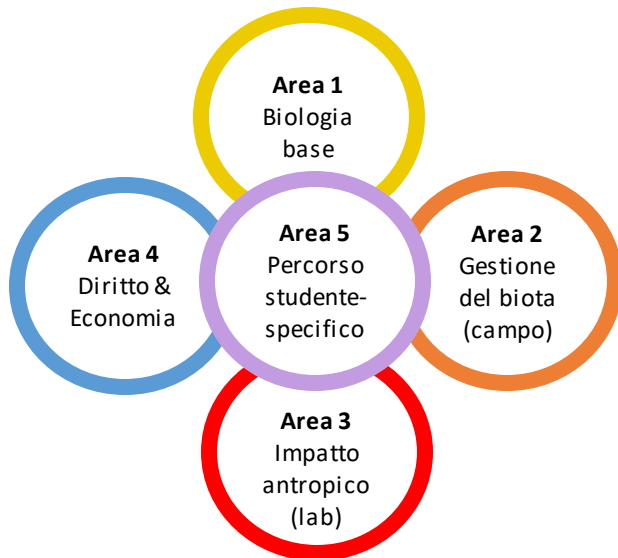 Area 1
Biologia
base
Area 4
Diritto &
Economia
Area 5
Percorso
studente-
specifico
Area 2
Gestione
del biota
(campo)
Area 3
Impatto
antropico
(lab)